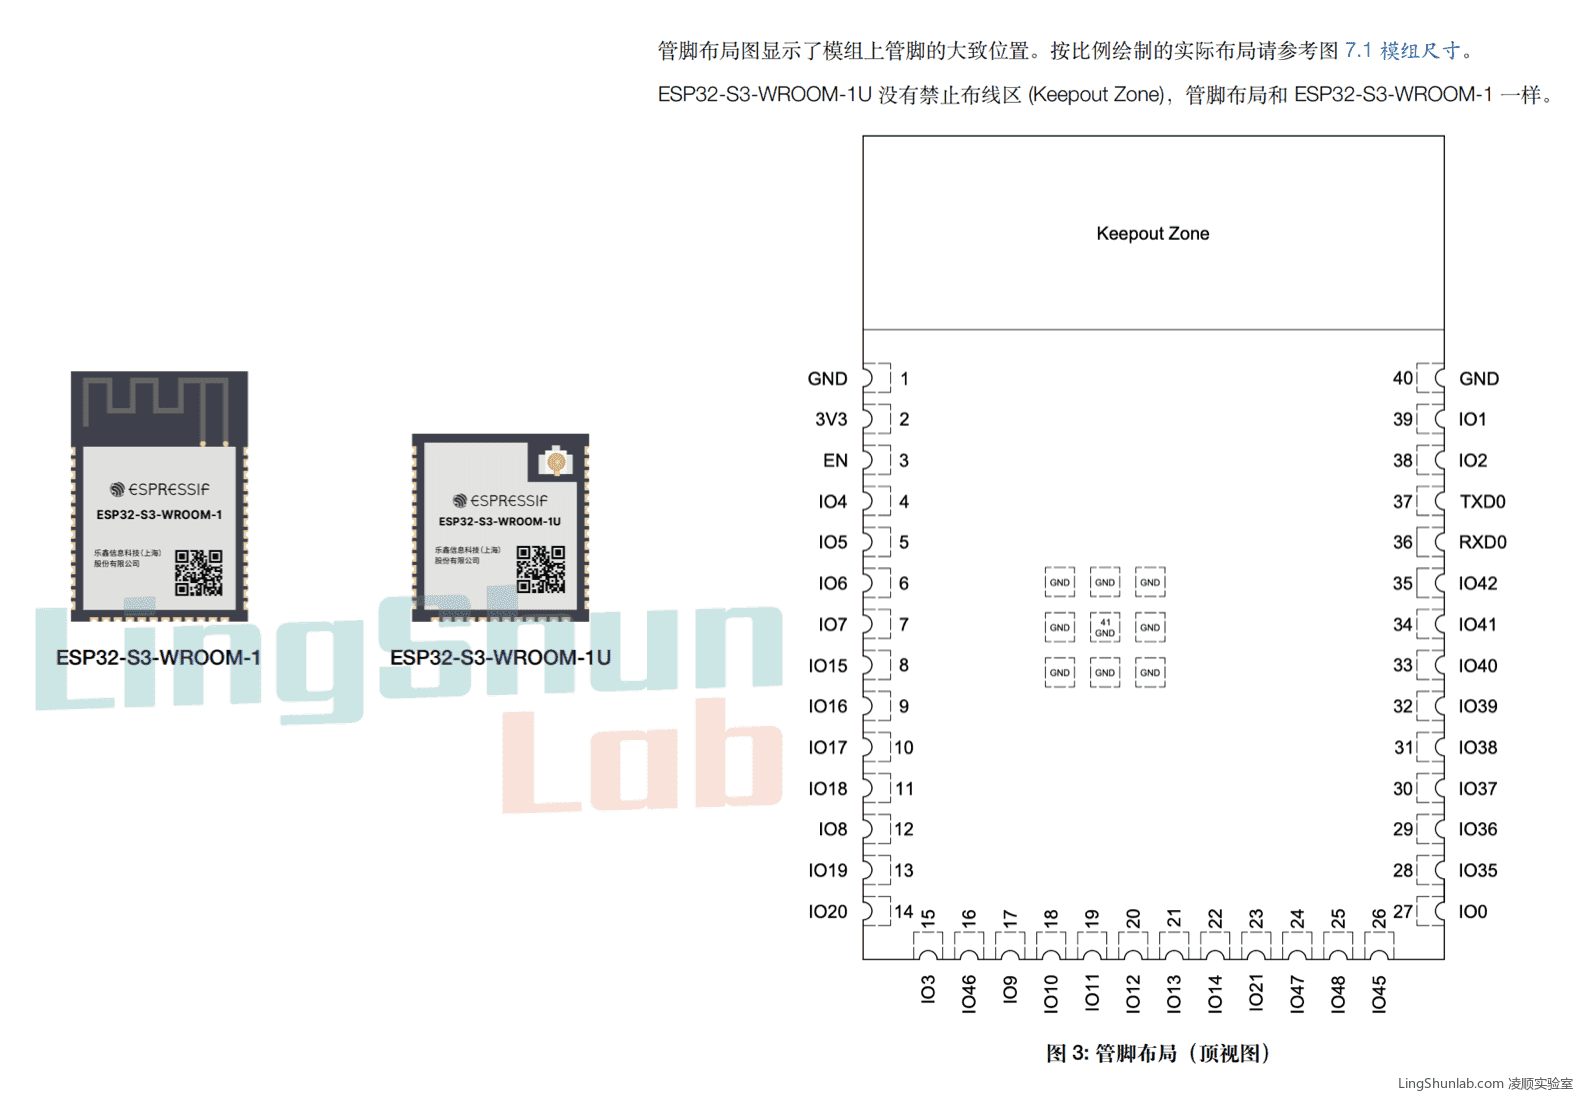 管脚布局图显示了模组上管脚的大致位置。按比例绘制的实际布局请参考图 7.1 模组尺寸。
ESP32-S3-WROOM-1U 没有禁止布线区 (Keepout Zone)，管脚布局和 ESP32-S3-WROOM-1 一样。
Keepout Zone
GND 1
3V3 2
EN 3
IO4 4
IO5 5
IO6 6
IO7 7
IO15 8
IO16 9
IO17 10
IO18 11
IO8 12
IO19 13
IO20 14
40 GND
39 IO1
38 IO2
37 TXD0
36 RXD0
35 IO42
34 IO41
33 IO40
32 IO39
31 IO38
30 IO37
29 IO36
28 IO35
27 IO0
GND GND GND
GND 41 GND GND
GND GND GND
15 16 17 18 19 20 21 22 23 24 25 26
IO3 IO46 IO9 IO10 IO11 IO12 IO13 IO14 IO21 IO47 IO48 IO45
图 3: 管脚布局（顶视图）
ESPRESSIF
ESP32-S3-WROOM-1
乐鑫信息科技(上海)
股份有限公司
ESP32-S3-WROOM-1
ESPRESSIF
ESP32-S3-WROOM-1U
乐鑫信息科技(上海)
股份有限公司
ESP32-S3-WROOM-1U
LingShun
Lab
LingShunlab.com 凌顺实验室